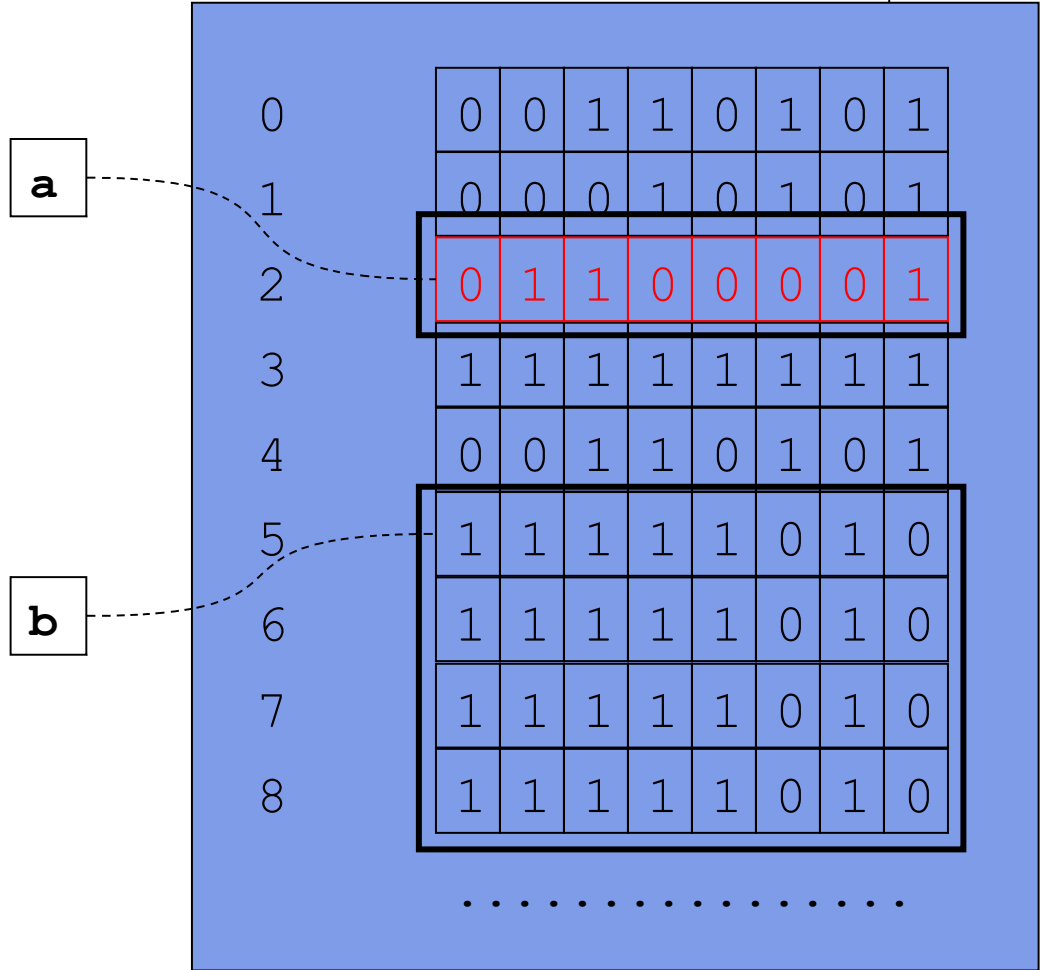 0 0 0 1 1 0 1 0 1
a
1 0 0 0 1 0 1 0 1
2 0 1 1 0 0 0 0 1
3 1 1 1 1 1 1 1 1
4 0 0 1 1 0 1 0 1
5 1 1 1 1 1 0 1 0
b
6 1 1 1 1 1 0 1 0
7 1 1 1 1 1 0 1 0
8 1 1 1 1 1 0 1 0
................